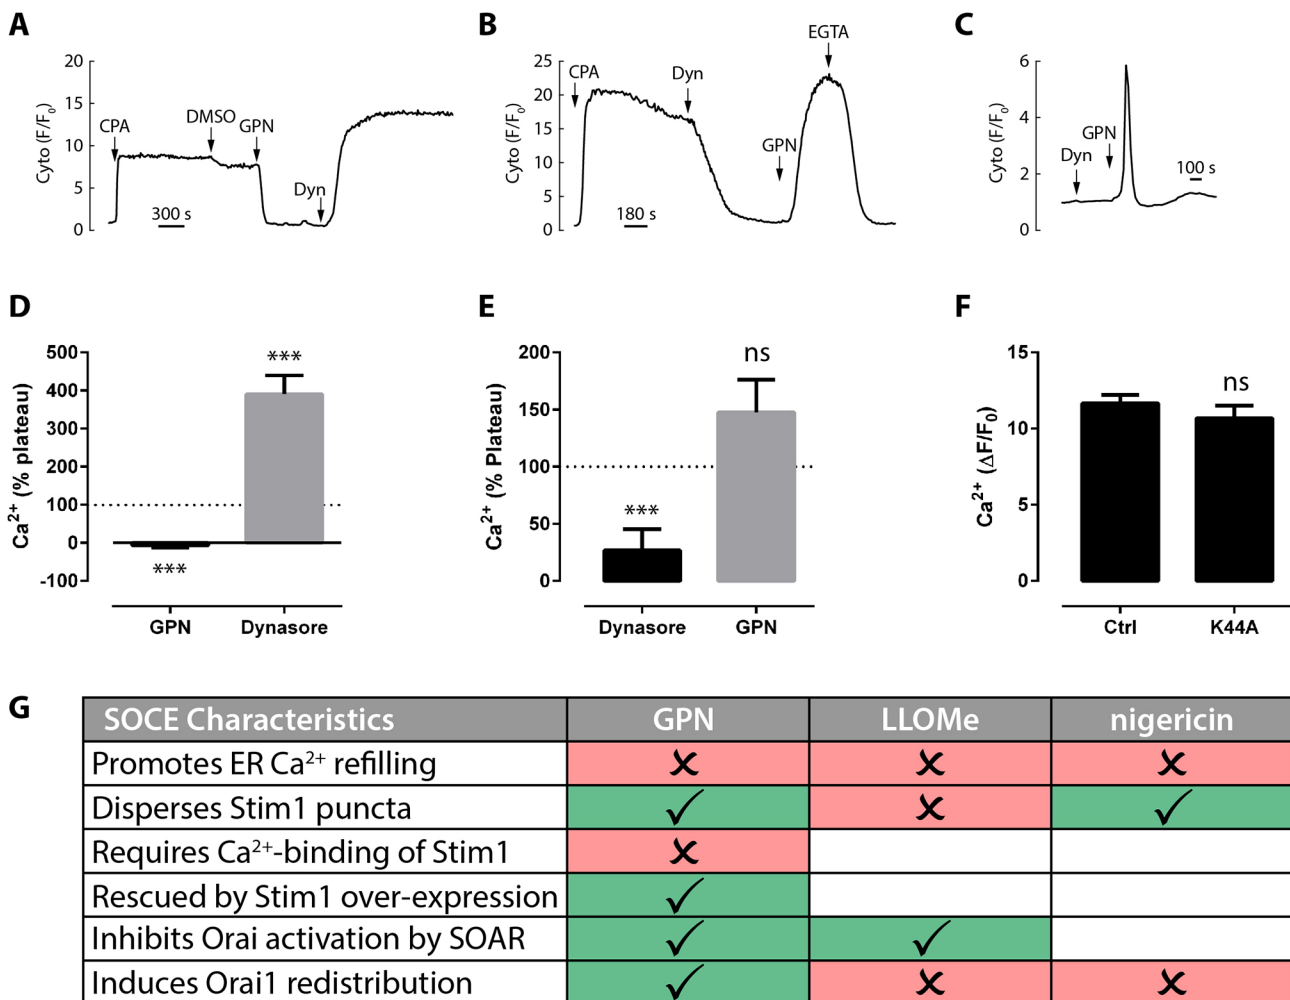 A
Cyto (F/F0)
20
15
10
5
0
CPA
DMSO
GPN
Dyn
300 s
B
Cyto (F/F0)
25
20
15
10
5
0
CPA
Dyn
GPN
EGTA
180 s
C
Cyto (F/F0)
6
4
2
0
Dyn
GPN
100 s
D
Ca2+ (% plateau)
500
400
300
200
100
0
-100
***
***
GPN
Dynasore
E
Ca2+ (% Plateau)
200
150
100
50
0
***
ns
Dynasore
GPN
F
Ca2+ (ΔF/F0)
15
10
5
0
ns
Ctrl
K44A
G
SOCE Characteristics GPN LLOMe nigericin
Promotes ER Ca2+ refilling ✗ ✗ ✗
Disperses Stim1 puncta ✓ ✗ ✓
Requires Ca2+-binding of Stim1 ✗
Rescued by Stim1 over-expression ✓
Inhibits Orai activation by SOAR ✓ ✓
Induces Orai1 redistribution ✓ ✗ ✗